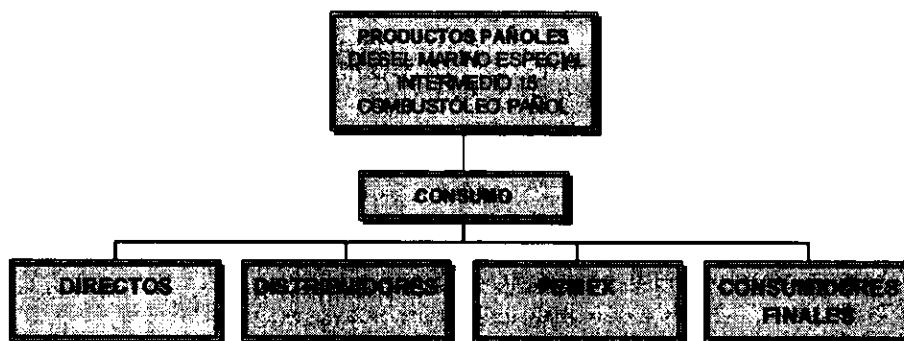 PRODUCTOS PAÑOLES
DIESEL MARINO ESPECIAL
INTERMEDIO 15
COMBUSTÓLEO PAÑOL
CONSUMO
DIRECTOS
DISTRIBUIDORES
PEMEX
CONSUMIDORES
FINALES